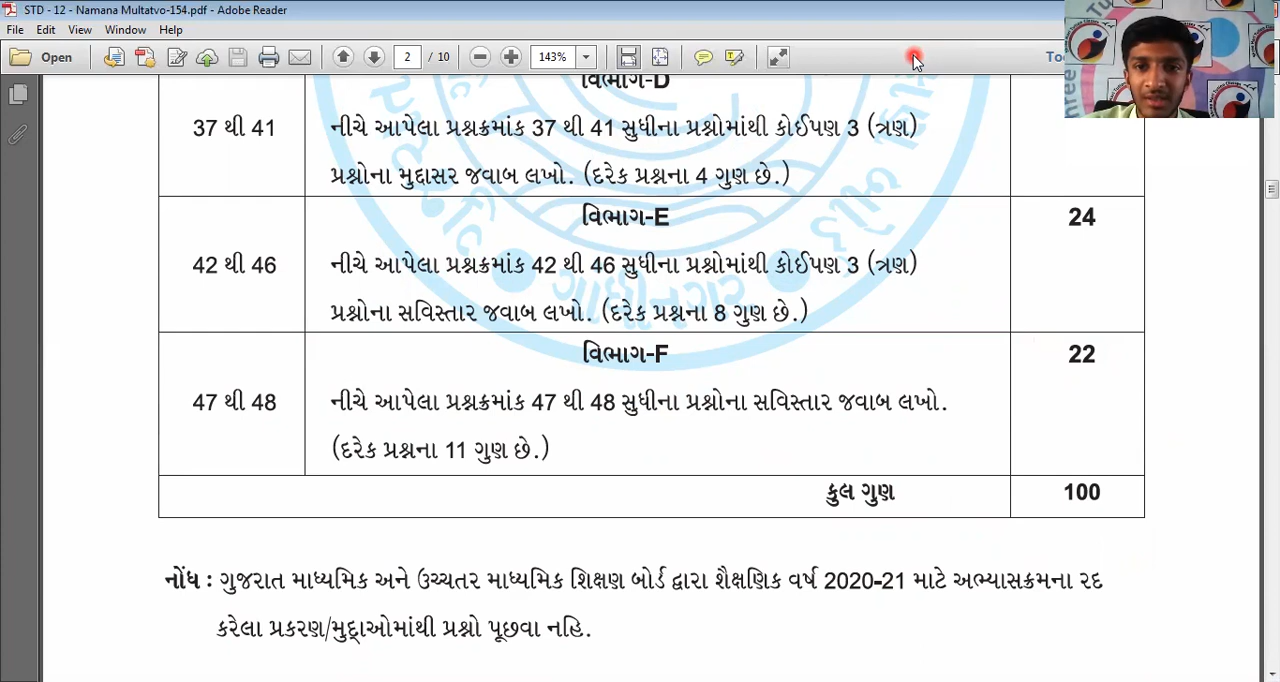 STD - 12 - Namana Multatvo-154.pdf - Adobe Reader
File Edit View Window Help
Open 2 / 10 143%
વિભાગ-D
37 થી 41 નીચે આપેલા પ્રશ્નક્રમાંક 37 થી 41 સુધીના પ્રશ્નોમાંથી કોઈપણ 3 (ત્રણ)
પ્રશ્નોના મુદ્દાસર જવાબ લખો. (દરેક પ્રશ્નના 4 ગુણ છે.)
વિભાગ-E 24
42 થી 46 નીચે આપેલા પ્રશ્નક્રમાંક 42 થી 46 સુધીના પ્રશ્નોમાંથી કોઈપણ 3 (ત્રણ)
પ્રશ્નોના સવિસ્તાર જવાબ લખો. (દરેક પ્રશ્નના 8 ગુણ છે.)
વિભાગ-F 22
47 થી 48 નીચે આપેલા પ્રશ્નક્રમાંક 47 થી 48 સુધીના પ્રશ્નોના સવિસ્તાર જવાબ લખો.
(દરેક પ્રશ્નના 11 ગુણ છે.)
કુલ ગુણ 100
નોંધ : ગુજરાત માધ્યમિક અને ઉચ્ચતર માધ્યમિક શિક્ષણ બોર્ડ દ્વારા શૈક્ષણિક વર્ષ 2020-21 માટે અભ્યાસક્રમના રદ
કરેલા પ્રકરણ/મુદ્દાઓમાંથી પ્રશ્નો પૂછવા નહિ.